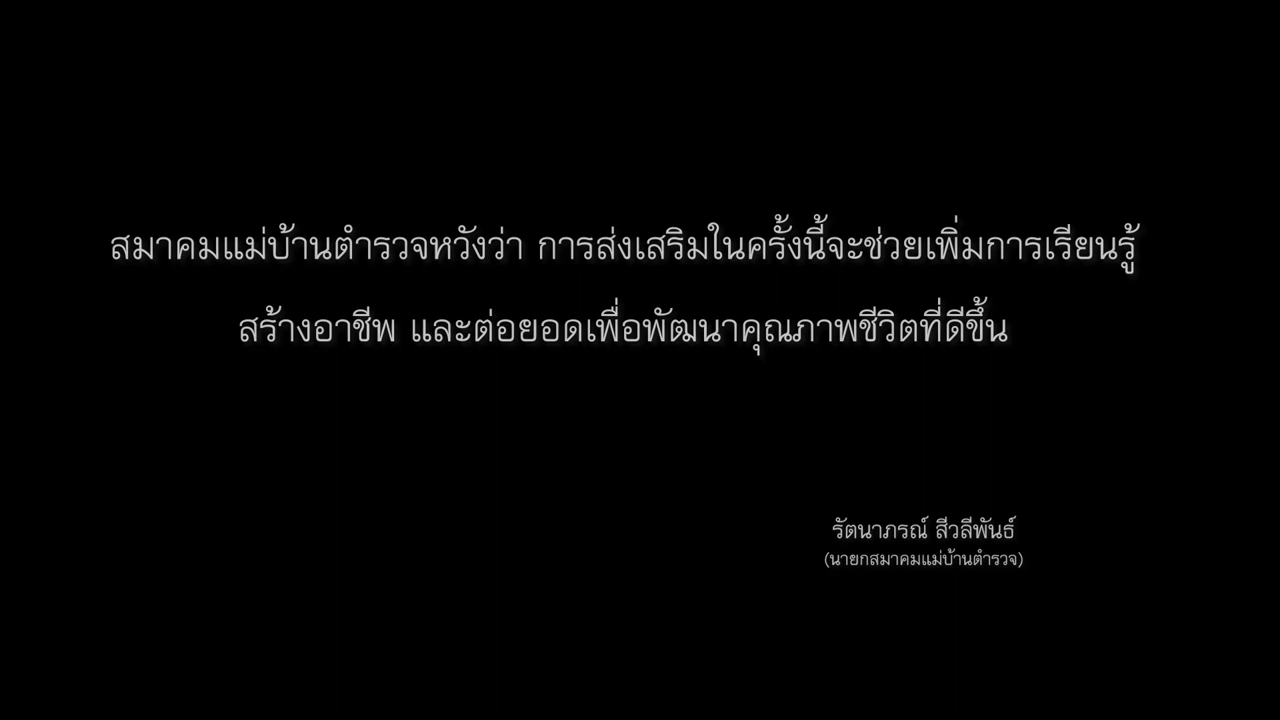 สมาคมแม่บ้านตำรวจหวังว่า การส่งเสริมในครั้งนี้จะช่วยเพิ่มการเรียนรู้
สร้างอาชีพ และต่อยอดเพื่อพัฒนาคุณภาพชีวิตที่ดีขึ้น
รัตนาภรณ์ สีวลีพันธ์
(นายกสมาคมแม่บ้านตำรวจ)